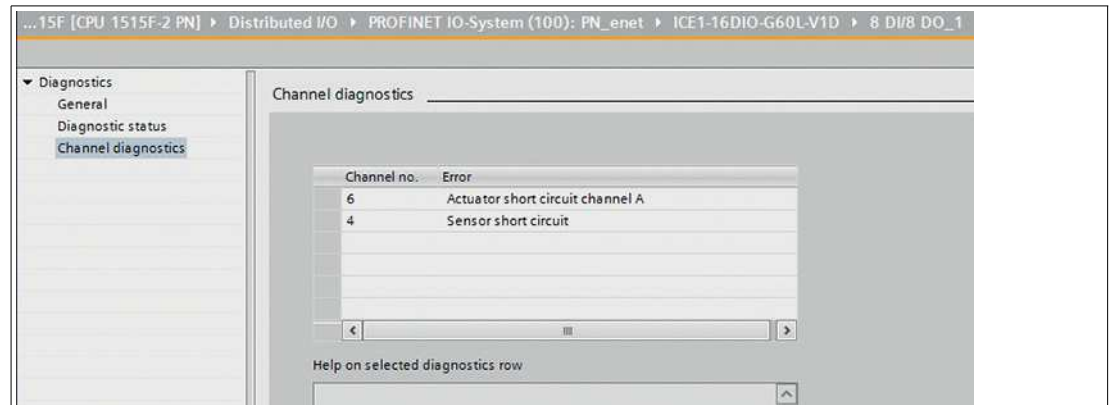 ...15F [CPU 1515F-2 PN] ▸ Distributed I/O ▸ PROFINET IO-System (100): PN_enet ▸ ICE1-16DIO-G60L-V1D ▸ 8 DI/8 DO_1
Diagnostics
General
Diagnostic status
Channel diagnostics
Channel diagnostics
Channel no. Error
6 Actuator short circuit channel A
4 Sensor short circuit
Help on selected diagnostics row